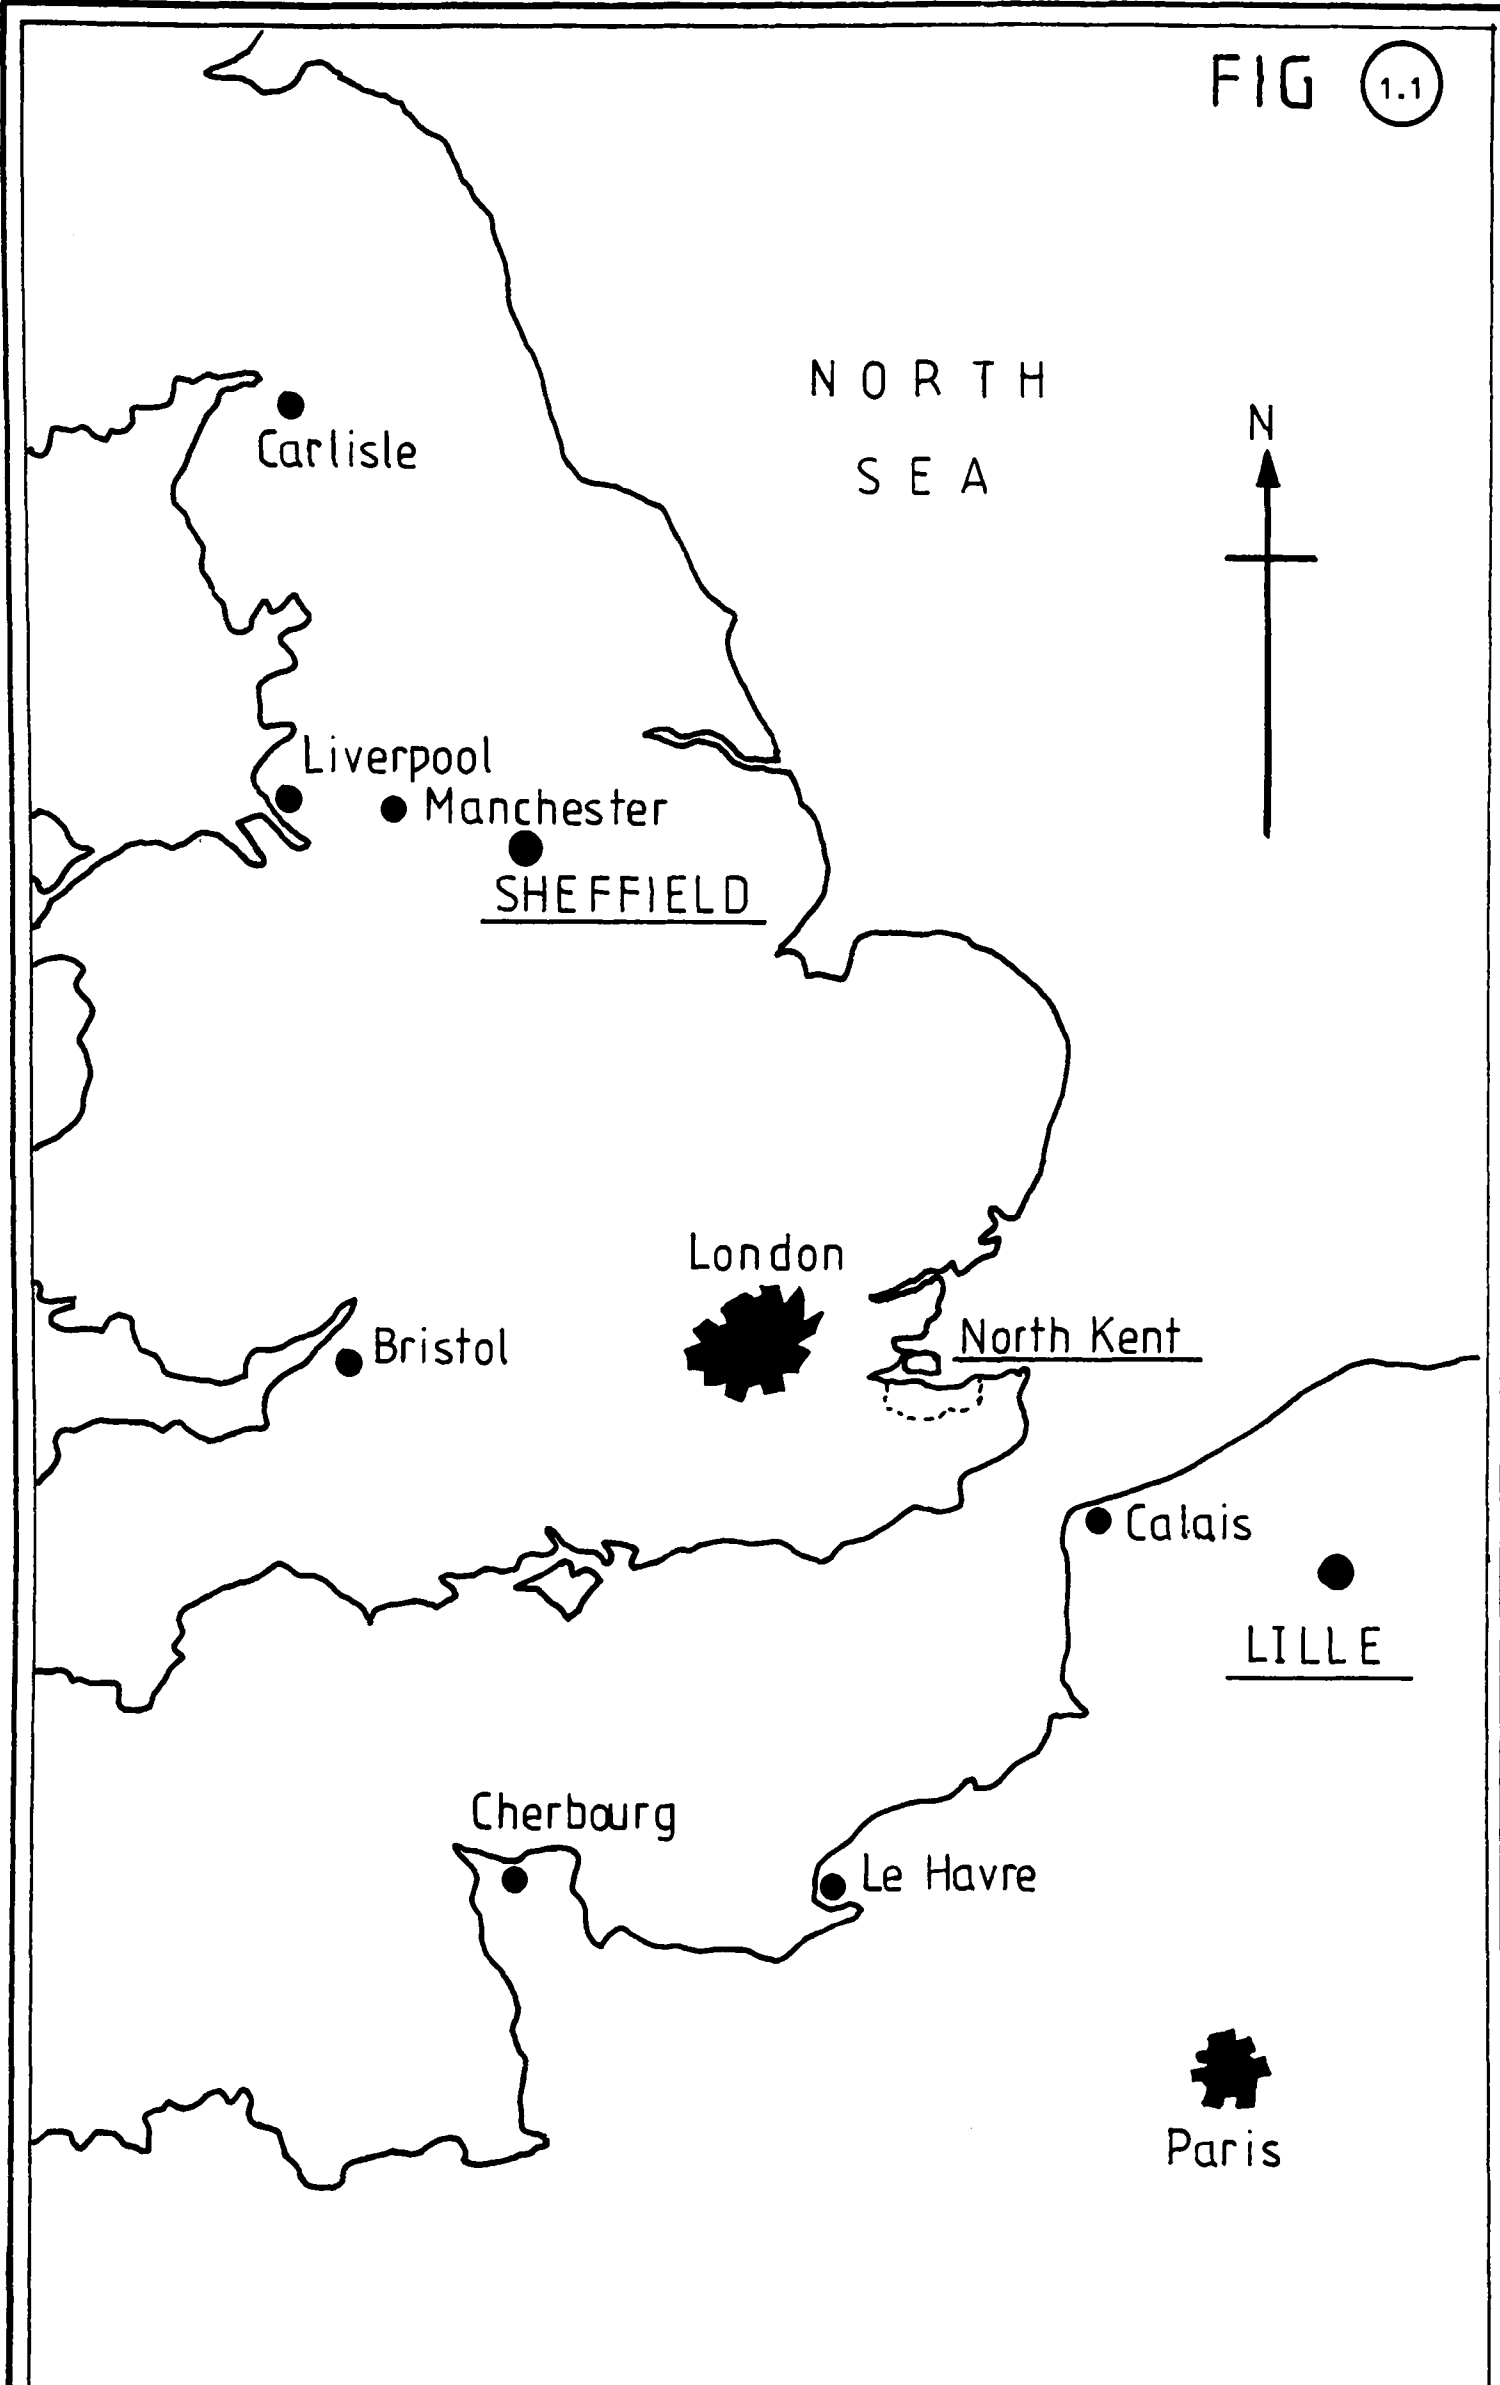 FIG 1.1
NORTH
SEA
N
Carlisle
Liverpool
Manchester
SHEFFIELD
London
North Kent
Bristol
Calais
LILLE
Cherbourg
Le Havre
Paris